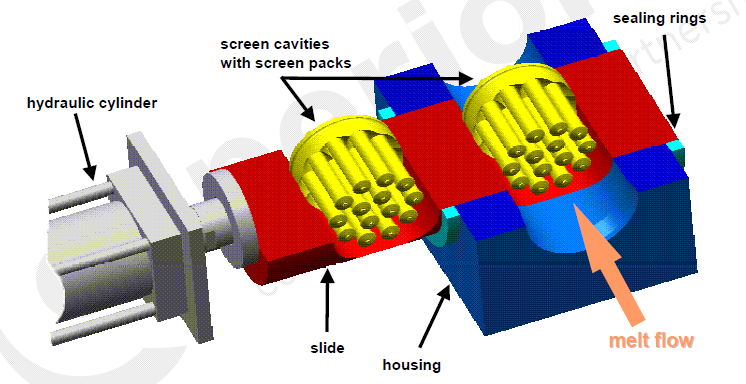 sealing rings
screen cavities
with screen packs
hydraulic cylinder
slide
housing
melt flow